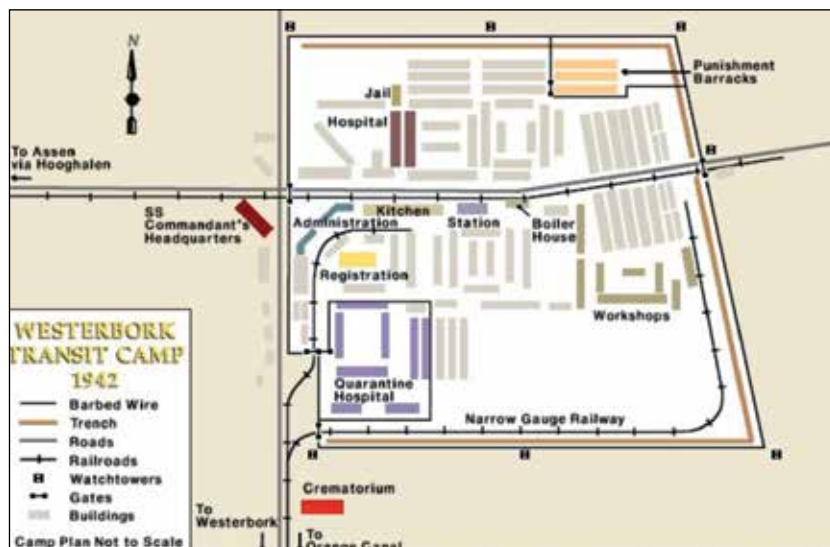 N
Punishment
Barracks
Jail
Hospital
To Assen
via Hooghalen
SS
Commandant's
Headquarters
Administration
Kitchen
Station
Boiler
House
Registration
Workshops
Quarantine
Hospital
Narrow Gauge Railway
Crematorium
To
Westerbork
To
Orange Canal
WESTERBORK
TRANSIT CAMP
1942
Barbed Wire
Trench
Roads
Railroads
Watchtowers
Gates
Buildings
Camp Plan Not to Scale